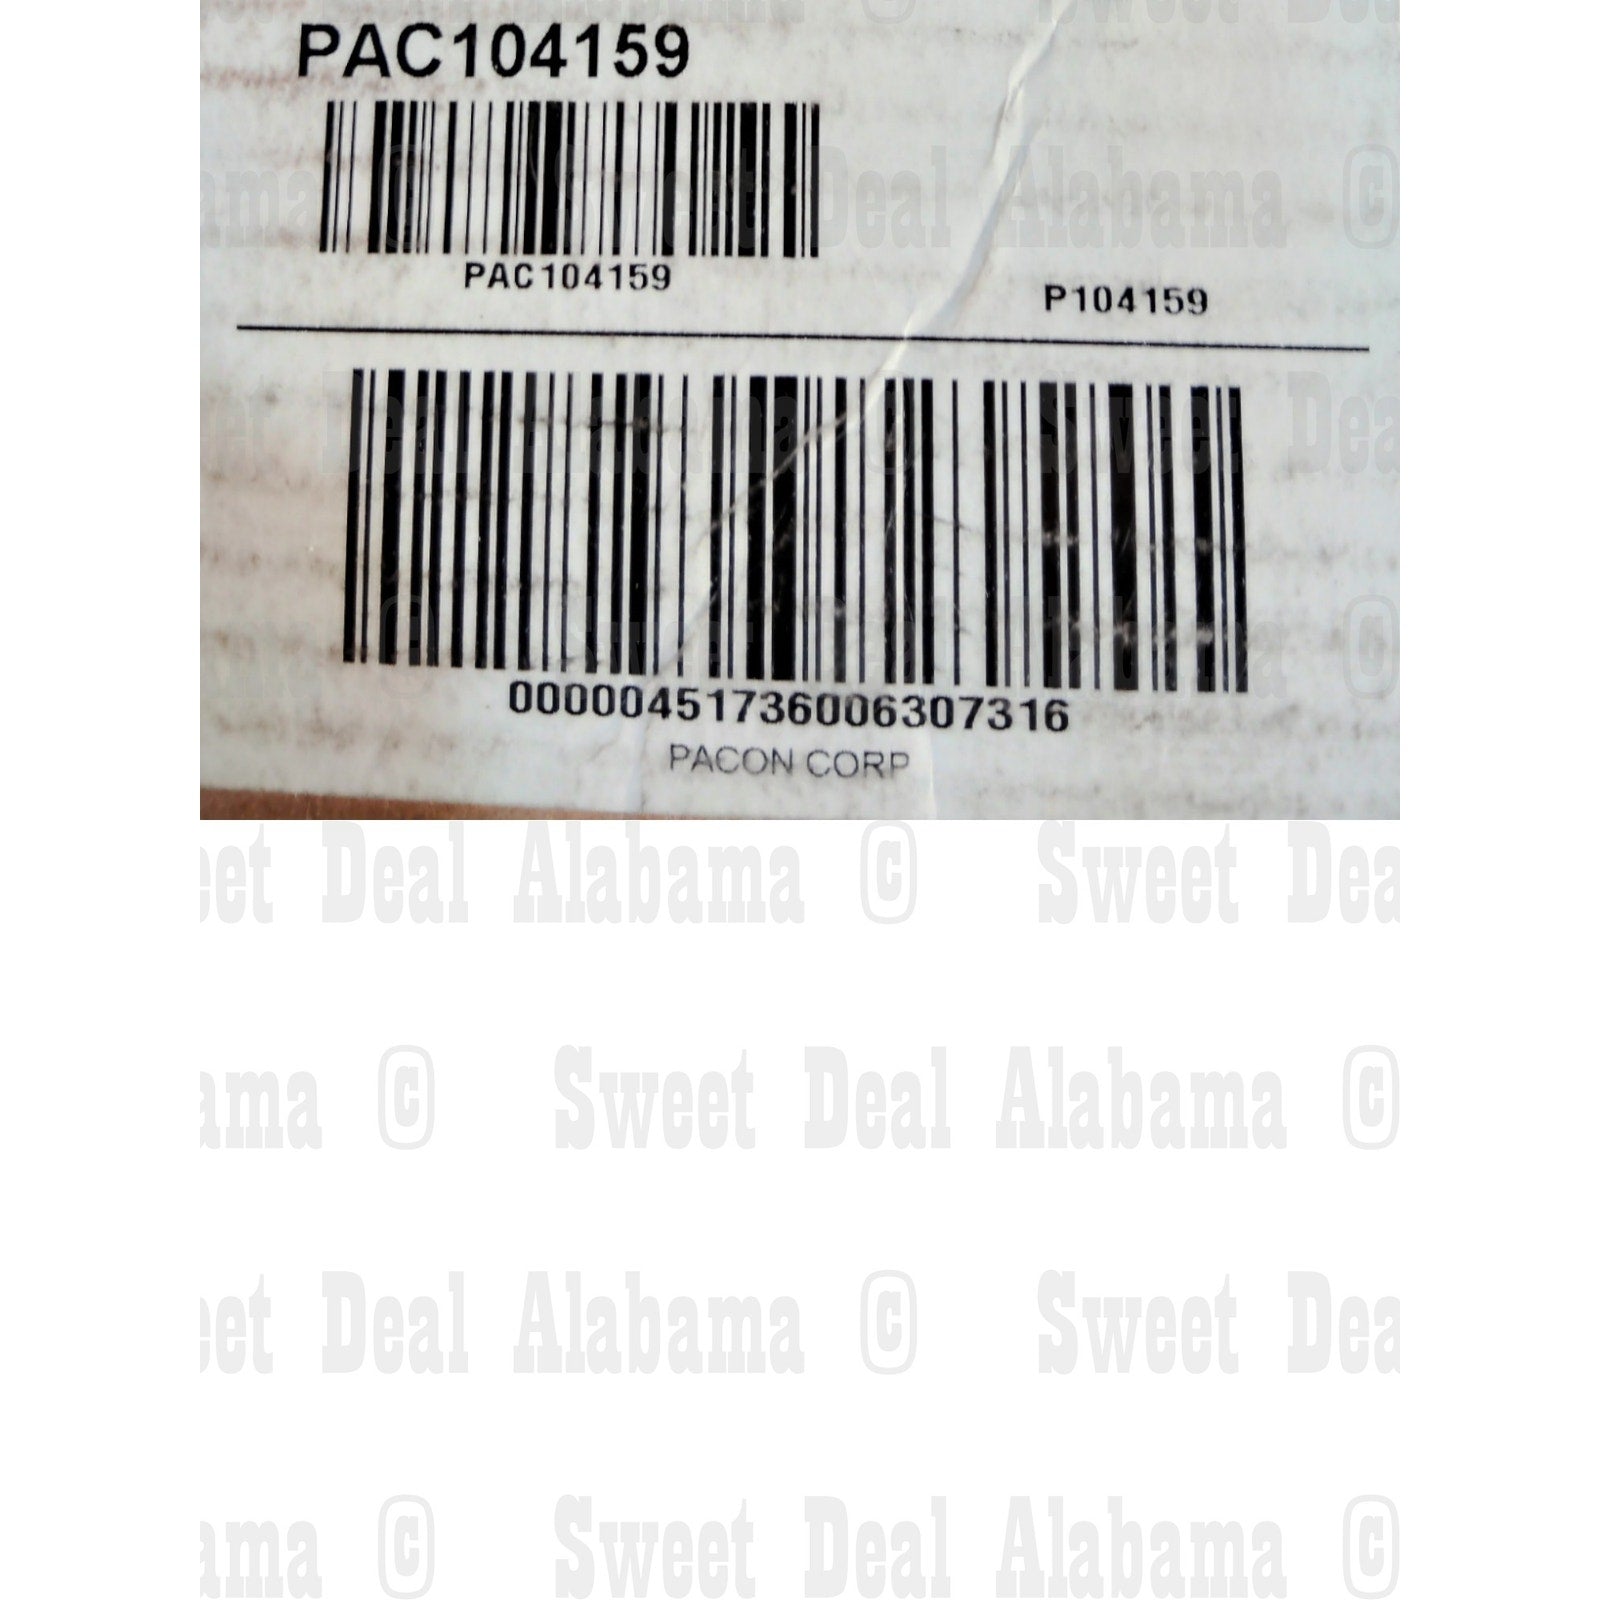 PAC104159
PAC104159
P104159
00000451736006307316
PACON CORP
Sweet Deal Alabama ©